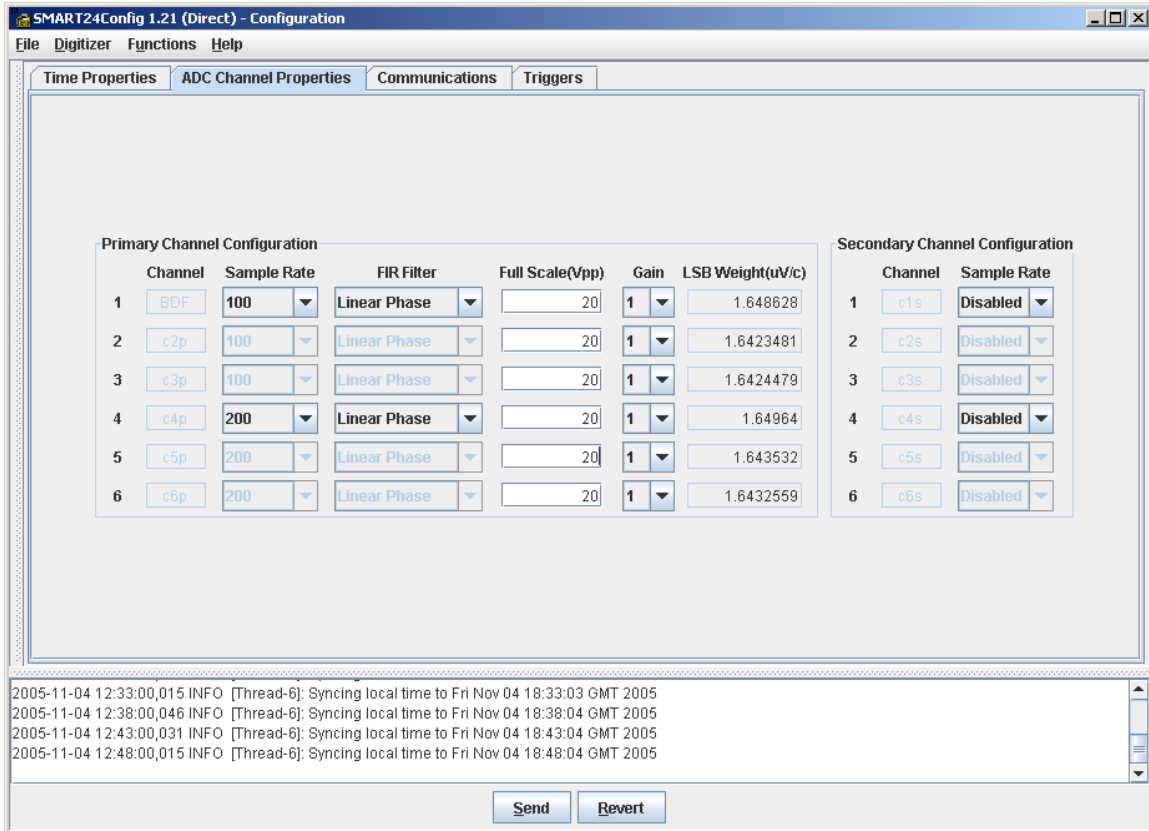 SMART24Config 1.21 (Direct) - Configuration
File Digitizer Functions Help
Time Properties ADC Channel Properties Communications Triggers
Primary Channel Configuration Secondary Channel Configuration
Channel Sample Rate FIR Filter Full Scale(Vpp) Gain LSB Weight(uV/c) Channel Sample Rate
1 BDF 100 Linear Phase 20 1 1.648628 1 c1s Disabled
2 c2p 100 Linear Phase 20 1 1.6423481 2 c2s Disabled
3 c3p 100 Linear Phase 20 1 1.6424479 3 c3s Disabled
4 c4p 200 Linear Phase 20 1 1.64964 4 c4s Disabled
5 c5p 200 Linear Phase 20 1 1.643532 5 c5s Disabled
6 c6p 200 Linear Phase 20 1 1.6432559 6 c6s Disabled
2005-11-04 12:33:00,015 INFO [Thread-6]: Syncing local time to Fri Nov 04 18:33:03 GMT 2005
2005-11-04 12:38:00,046 INFO [Thread-6]: Syncing local time to Fri Nov 04 18:38:04 GMT 2005
2005-11-04 12:43:00,031 INFO [Thread-6]: Syncing local time to Fri Nov 04 18:43:04 GMT 2005
2005-11-04 12:48:00,015 INFO [Thread-6]: Syncing local time to Fri Nov 04 18:48:04 GMT 2005
Send Revert